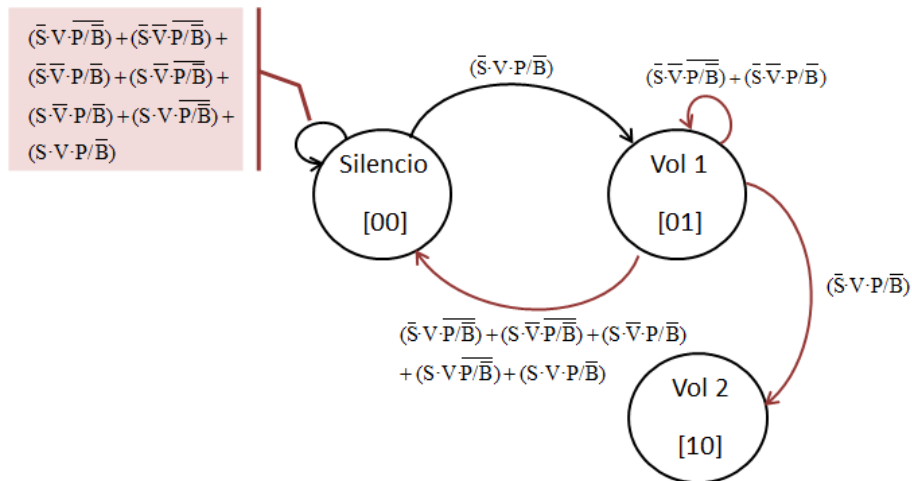 (S̄·V·P/B̄̅) + (S̄·V̄·P/B̄̅) +
(S̄·V̄·P/B̄) + (S·V̄·P/B̄̅) +
(S·V̄·P/B̄) + (S·V·P/B̄̅) +
(S·V·P/B̄)
(S̄·V·P/B̄)
(S̄·V̄·P/B̄̅) + (S̄·V̄·P/B̄)
Silencio
[00]
Vol 1
[01]
(S̄·V·P/B̄)
(S̄·V·P/B̄̅) + (S·V̄·P/B̄̅) + (S·V̄·P/B̄)
+ (S·V·P/B̄̅) + (S·V·P/B̄)
Vol 2
[10]